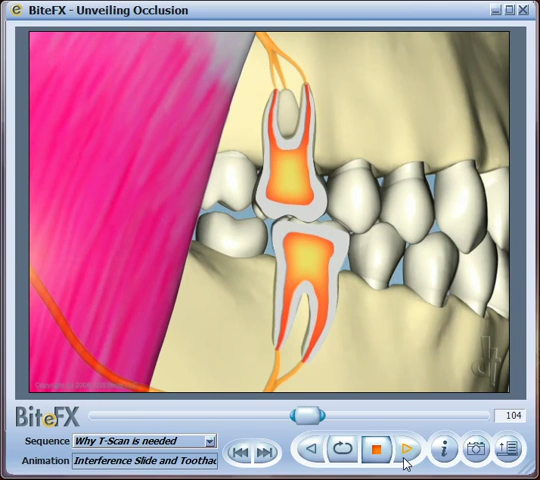 BiteFX - Unveiling Occlusion
BiteFX
104
Sequence Why T-Scan is needed
Animation Interference Slide and Toothac